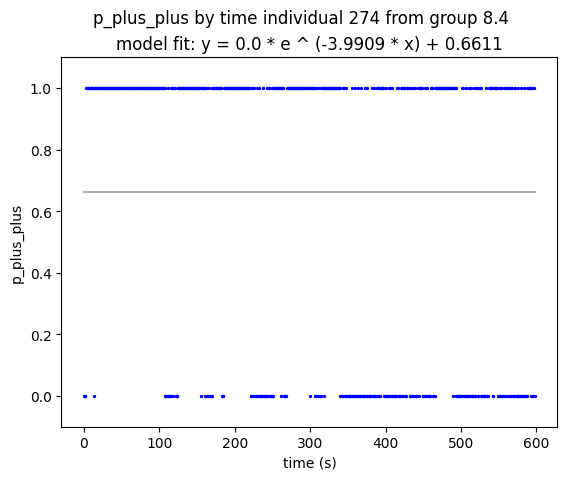 p_plus_plus by time individual 274 from group 8.4
model fit: y = 0.0 * e ^ (-3.9909 * x) + 0.6611
1.0
0.8
0.6
0.4
0.2
0.0
p_plus_plus
0 100 200 300 400 500 600
time (s)